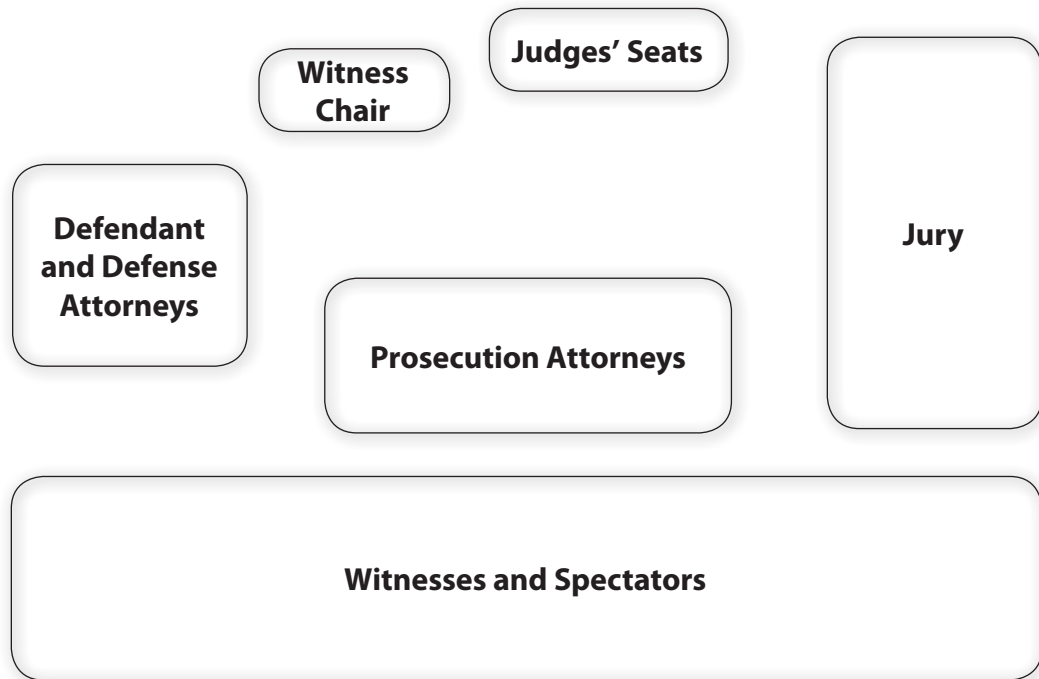 Judges’ Seats
Witness
Chair
Defendant
and Defense
Attorneys
Jury
Prosecution Attorneys
Witnesses and Spectators